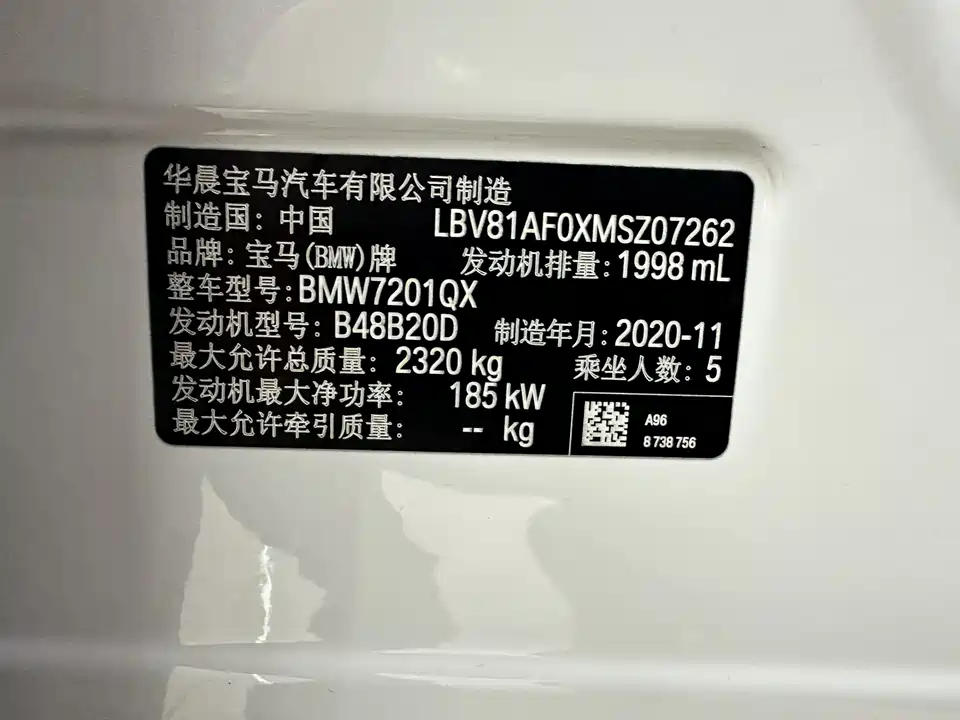 华晨宝马汽车有限公司制造
制造国: 中国 LBV81AF0XMSZ07262
品牌: 宝马(BMW)牌 发动机排量: 1998 mL
整车型号: BMW7201QX
发动机型号: B48B20D 制造年月: 2020-11
最大允许总质量: 2320 kg 乘坐人数: 5
发动机最大净功率: 185 kW
最大允许牵引质量: -- kg
A96
8 738 756